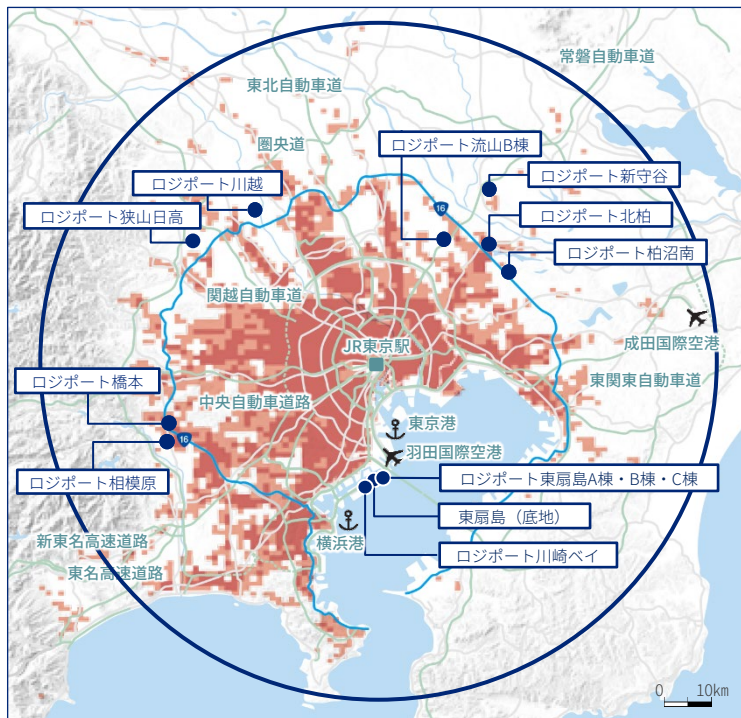 常磐自動車道
東北自動車道
圏央道
ロジポート流山B棟
ロジポート川越
ロジポート新守谷
ロジポート狭山日高
16
ロジポート北柏
ロジポート柏沼南
関越自動車道
成田国際空港
JR東京駅
ロジポート橋本
東関東自動車道
中央自動車道路
東京港
16
羽田国際空港
ロジポート相模原
ロジポート東扇島A棟・B棟・C棟
東扇島（底地）
新東名高速道路
横浜港
ロジポート川崎ベイ
東名高速道路
0 10km